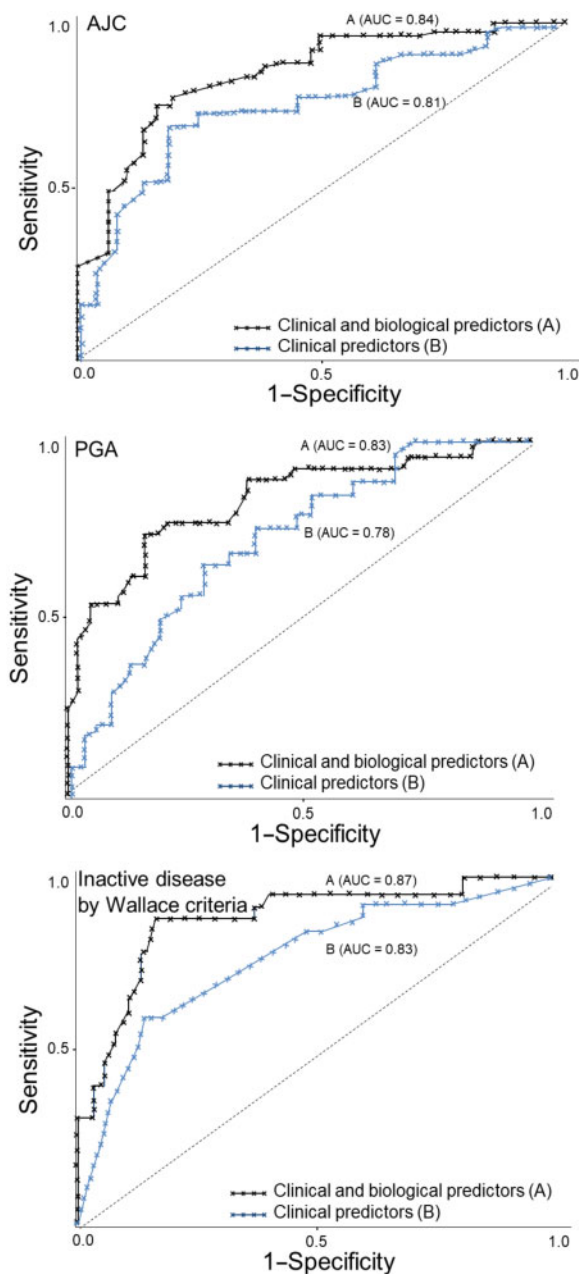 AJC
A (AUC = 0.84)
B (AUC = 0.81)
1.0
0.5
Sensitivity
Clinical and biological predictors (A)
Clinical predictors (B)
0.0 0.5 1.0
1–Specificity
PGA
A (AUC = 0.83)
B (AUC = 0.78)
1.0
0.5
Sensitivity
Clinical and biological predictors (A)
Clinical predictors (B)
0.0 0.5 1.0
1–Specificity
Inactive disease
by Wallace criteria
A (AUC = 0.87)
B (AUC = 0.83)
1.0
0.5
Sensitivity
Clinical and biological predictors (A)
Clinical predictors (B)
0.0 0.5 1.0
1–Specificity